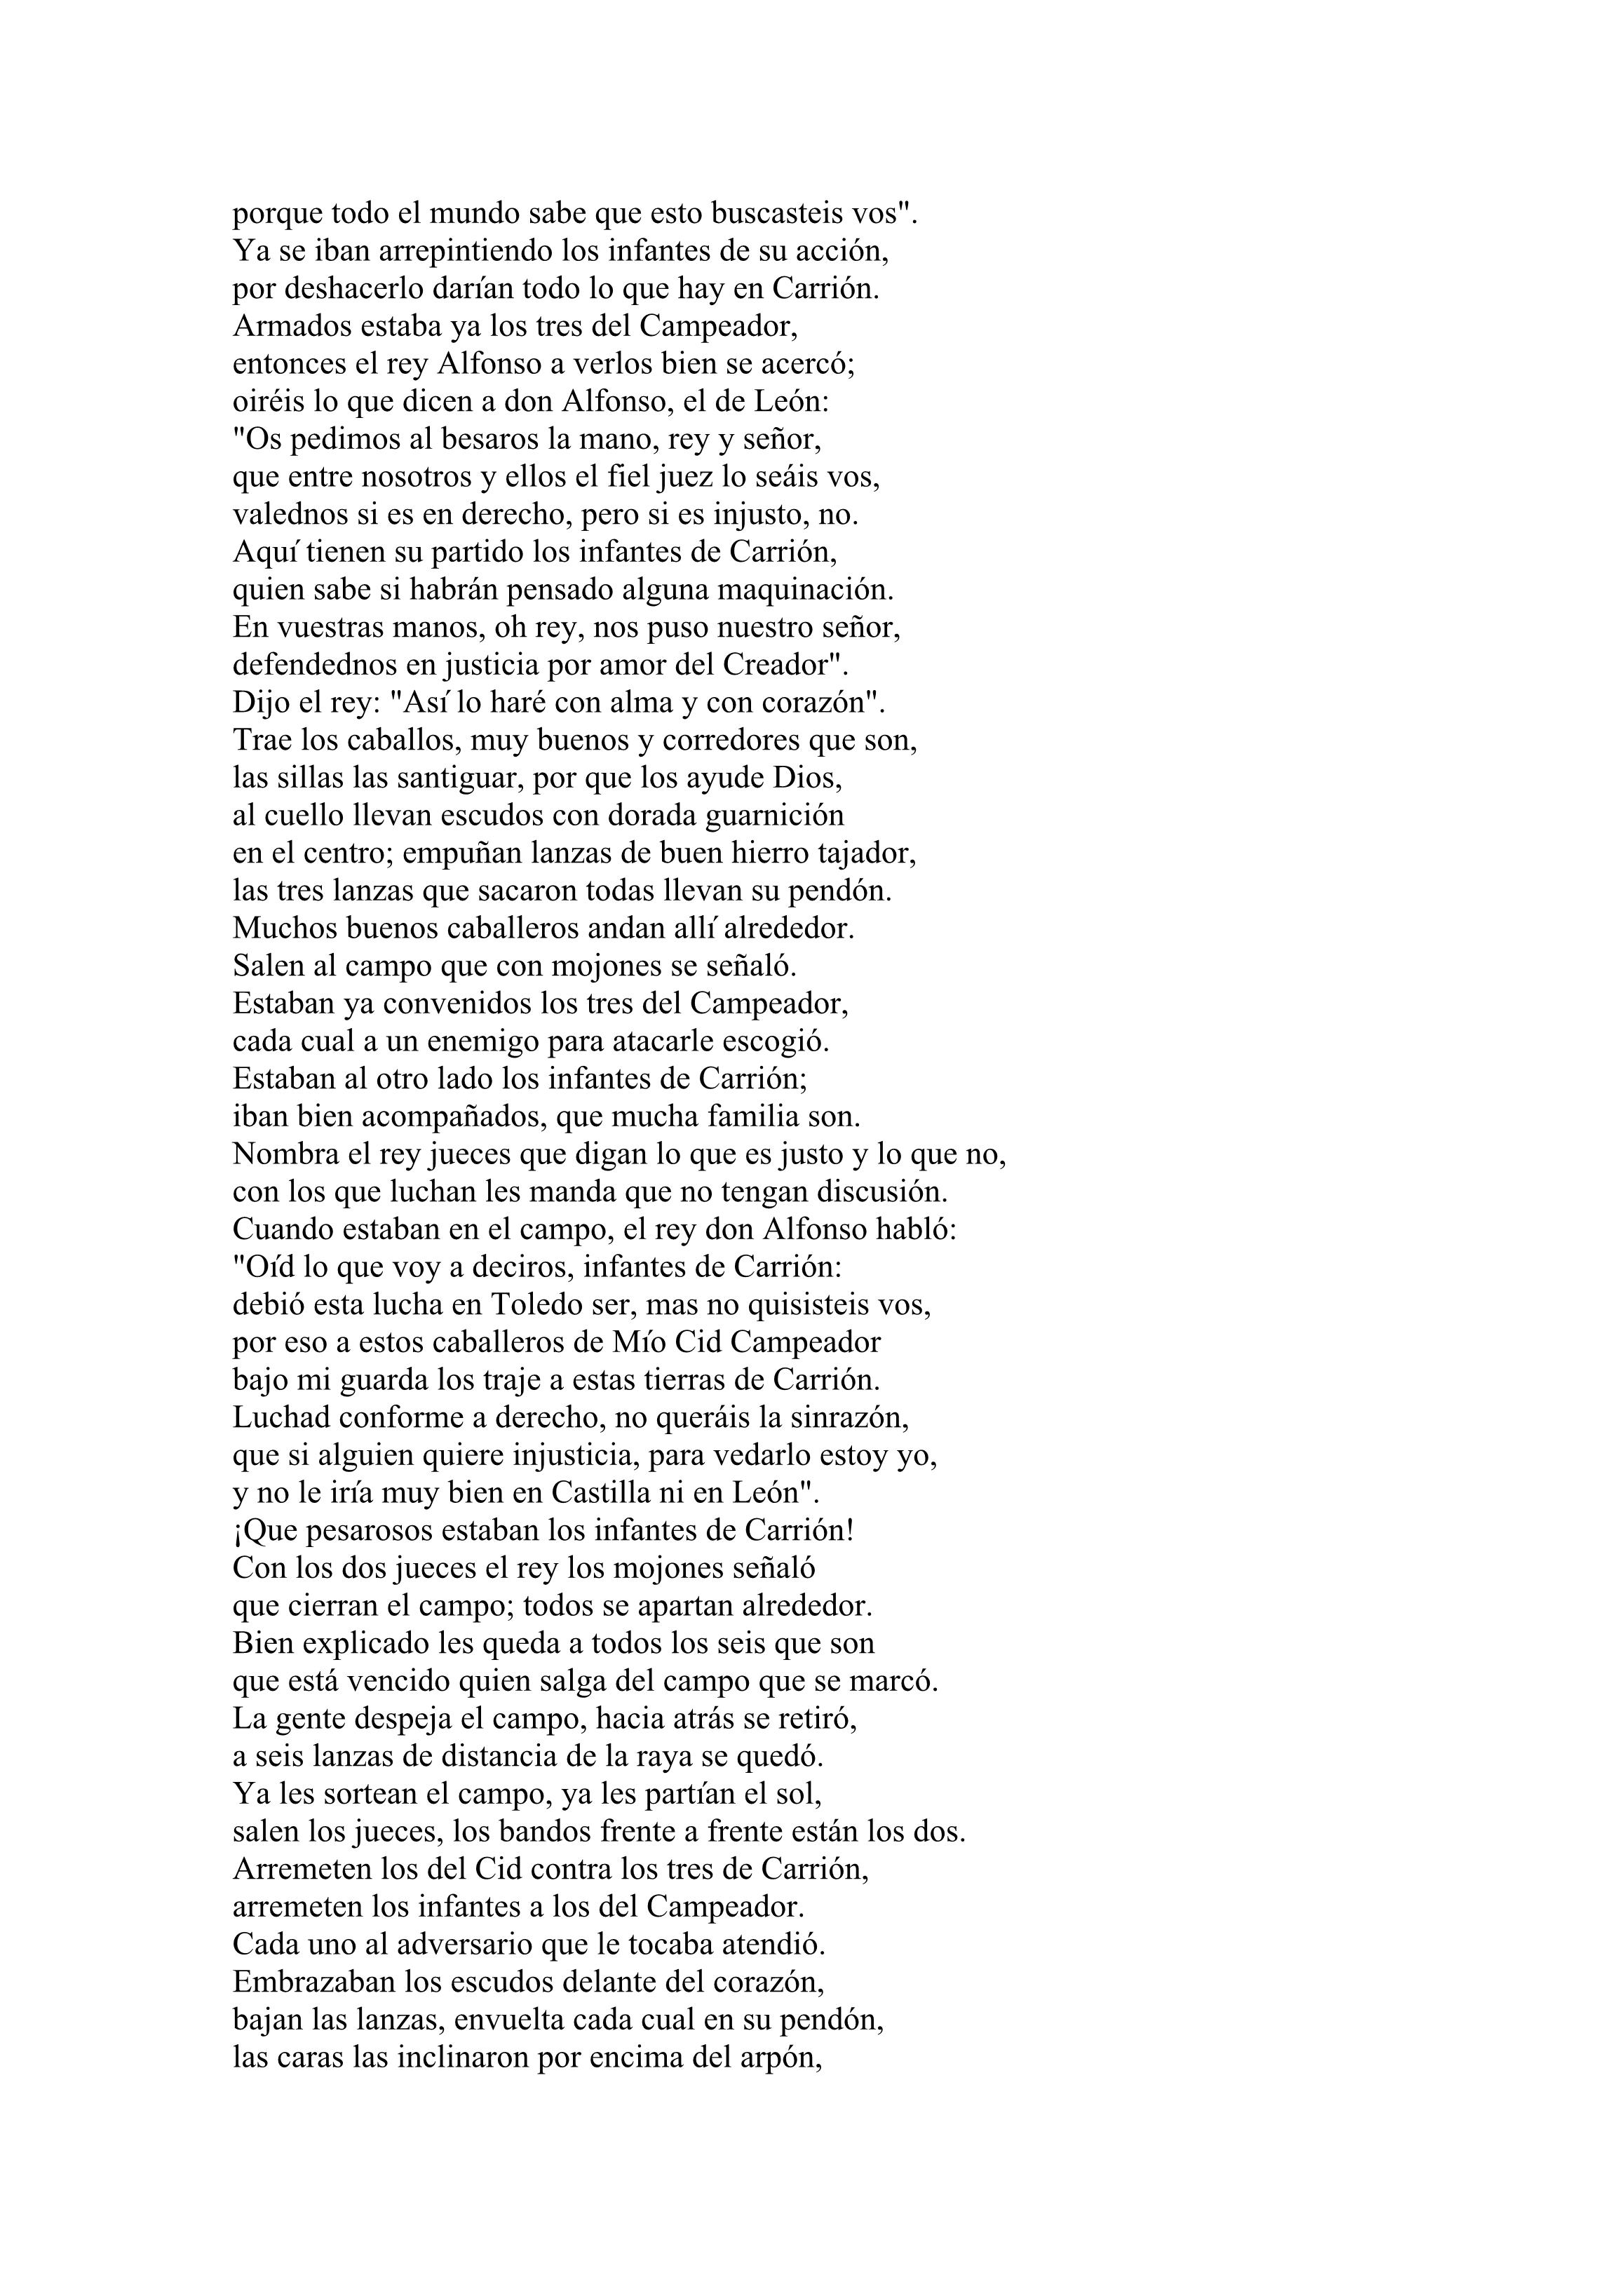 porque todo el mundo sabe que esto buscasteis vos".
Ya se iban arrepintiendo los infantes de su acción,
por deshacerlo darían todo lo que hay en Carrión.
Armados estaba ya los tres del Campeador,
entonces el rey Alfonso a verlos bien se acercó;
oiréis lo que dicen a don Alfonso, el de León:
"Os pedimos al besaros la mano, rey y señor,
que entre nosotros y ellos el fiel juez lo seáis vos,
valednos si es en derecho, pero si es injusto, no.
Aquí tienen su partido los infantes de Carrión,
quien sabe si habrán pensado alguna maquinación.
En vuestras manos, oh rey, nos puso nuestro señor,
defendednos en justicia por amor del Creador".
Dijo el rey: "Así lo haré con alma y con corazón".
Trae los caballos, muy buenos y corredores que son,
las sillas las santiguar, por que los ayude Dios,
al cuello llevan escudos con dorada guarnición
en el centro; empuñan lanzas de buen hierro tajador,
las tres lanzas que sacaron todas llevan su pendón.
Muchos buenos caballeros andan allí alrededor.
Salen al campo que con mojones se señaló.
Estaban ya convenidos los tres del Campeador,
cada cual a un enemigo para atacarle escogió.
Estaban al otro lado los infantes de Carrión;
iban bien acompañados, que mucha familia son.
Nombra el rey jueces que digan lo que es justo y lo que no,
con los que luchan les manda que no tengan discusión.
Cuando estaban en el campo, el rey don Alfonso habló:
"Oíd lo que voy a deciros, infantes de Carrión:
debió esta lucha en Toledo ser, mas no quisisteis vos,
por eso a estos caballeros de Mío Cid Campeador
bajo mi guarda los traje a estas tierras de Carrión.
Luchad conforme a derecho, no queráis la sinrazón,
que si alguien quiere injusticia, para vedarlo estoy yo,
y no le iría muy bien en Castilla ni en León".
¡Que pesarosos estaban los infantes de Carrión!
Con los dos jueces el rey los mojones señaló
que cierran el campo; todos se apartan alrededor.
Bien explicado les queda a todos los seis que son
que está vencido quien salga del campo que se marcó.
La gente despeja el campo, hacia atrás se retiró,
a seis lanzas de distancia de la raya se quedó.
Ya les sortean el campo, ya les partían el sol,
salen los jueces, los bandos frente a frente están los dos.
Arremeten los del Cid contra los tres de Carrión,
arremeten los infantes a los del Campeador.
Cada uno al adversario que le tocaba atendió.
Embrazaban los escudos delante del corazón,
bajan las lanzas, envuelta cada cual en su pendón,
las caras las inclinaron por encima del arpón,